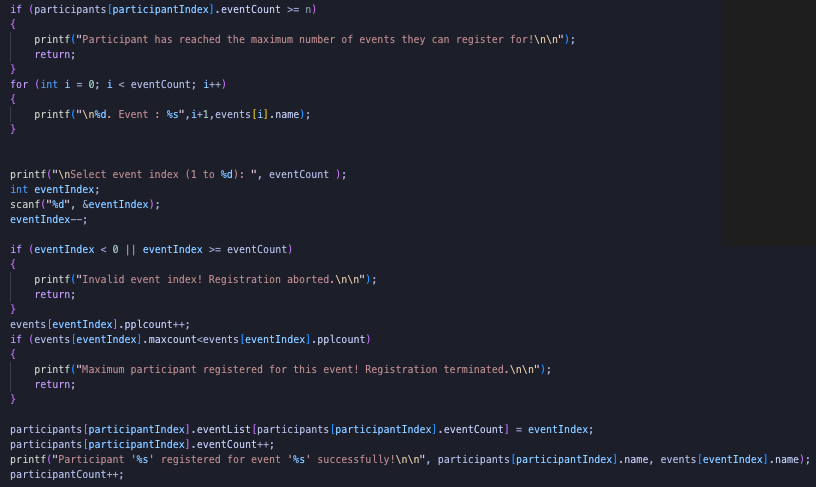 if (participants[participantIndex].eventCount >= n)
{
    printf("Participant has reached the maximum number of events they can register for!\n\n");
    return;
}
for (int i = 0; i < eventCount; i++)
{
    printf("\n%d. Event : %s",i+1,events[i].name);
}
printf("\nSelect event index (1 to %d): ", eventCount );
int eventIndex;
scanf("%d", &eventIndex);
eventIndex--;
if (eventIndex < 0 || eventIndex >= eventCount)
{
    printf("Invalid event index! Registration aborted.\n\n");
    return;
}
events[eventIndex].pplcount++;
if (events[eventIndex].maxcount<events[eventIndex].pplcount)
{
    printf("Maximum participant registered for this event! Registration terminated.\n\n");
    return;
}
participants[participantIndex].eventList[participants[participantIndex].eventCount] = eventIndex;
participants[participantIndex].eventCount++;
printf("Participant '%s' registered for event '%s' successfully!\n\n", participants[participantIndex].name, events[eventIndex].name);
participantCount++;